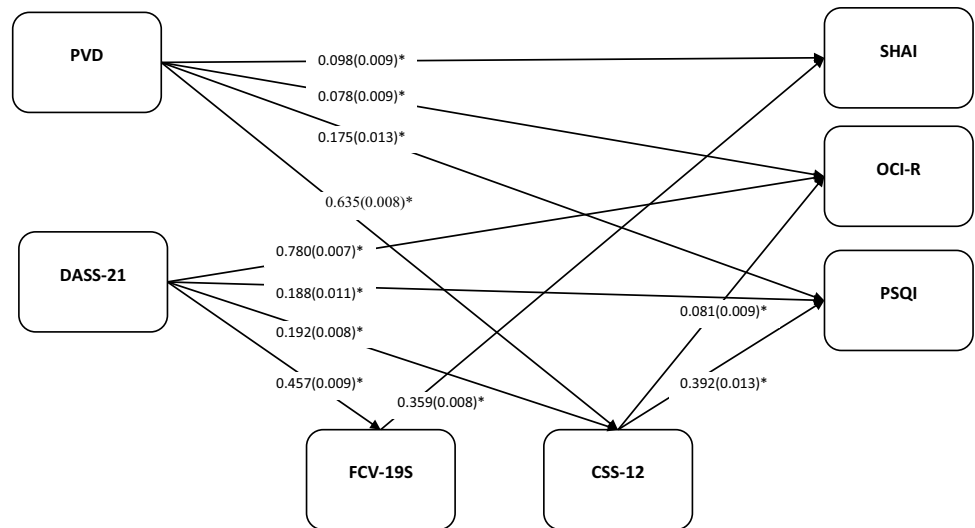 PVD
SHAI
0.098(0.009)*
0.078(0.009)*
0.175(0.013)*
OCI-R
0.635(0.008)*
0.780(0.007)*
DASS-21
0.188(0.011)*
PSQI
0.081(0.009)*
0.192(0.008)*
0.457(0.009)*
0.392(0.013)*
0.359(0.008)*
FCV-19S
CSS-12